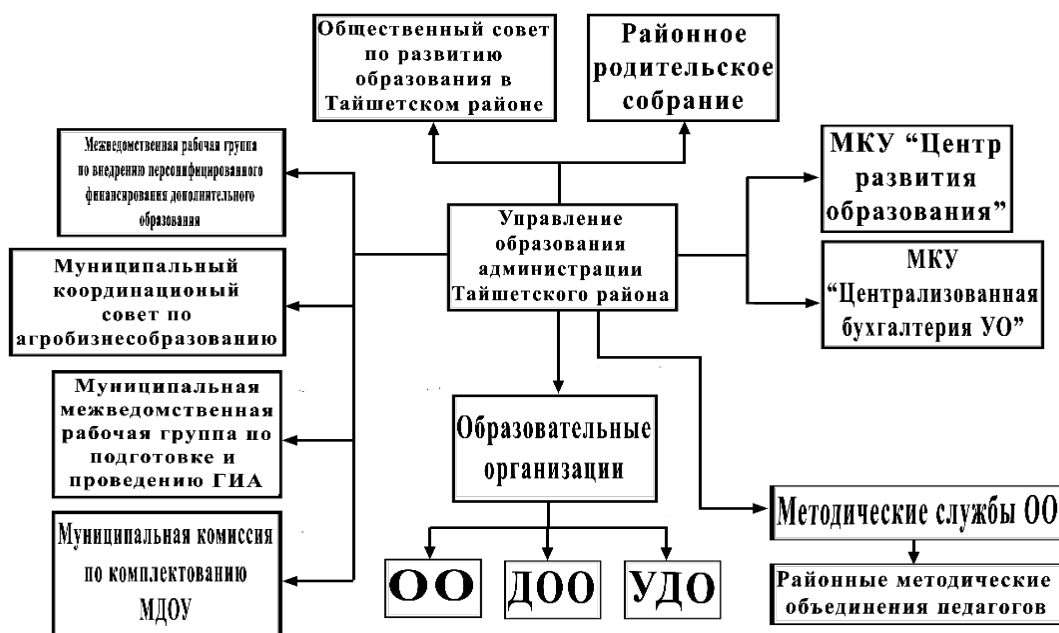 Общественный совет
по развитию
образования в
Тайшетском районе
Районное
родительское
собрание
Межведомственная рабочая группа
по внедрению персонифицированного
финансирования дополнительного
образования
МКУ “Центр
развития
образования”
Управление
образования
администрации
Тайшетского района
МКУ
“Централизованная
бухгалтерия УО”
Муниципальный
координационый
совет по
агробизнесобразованию
Муниципальная
межведомственная
рабочая группа по
подготовке и
проведению ГИА
Образовательные
организации
Методические службы ОО
Муниципальная комиссия
по комплектованию
МДОУ
ОО
ДОО
УДО
Районные методические
объединения педагогов